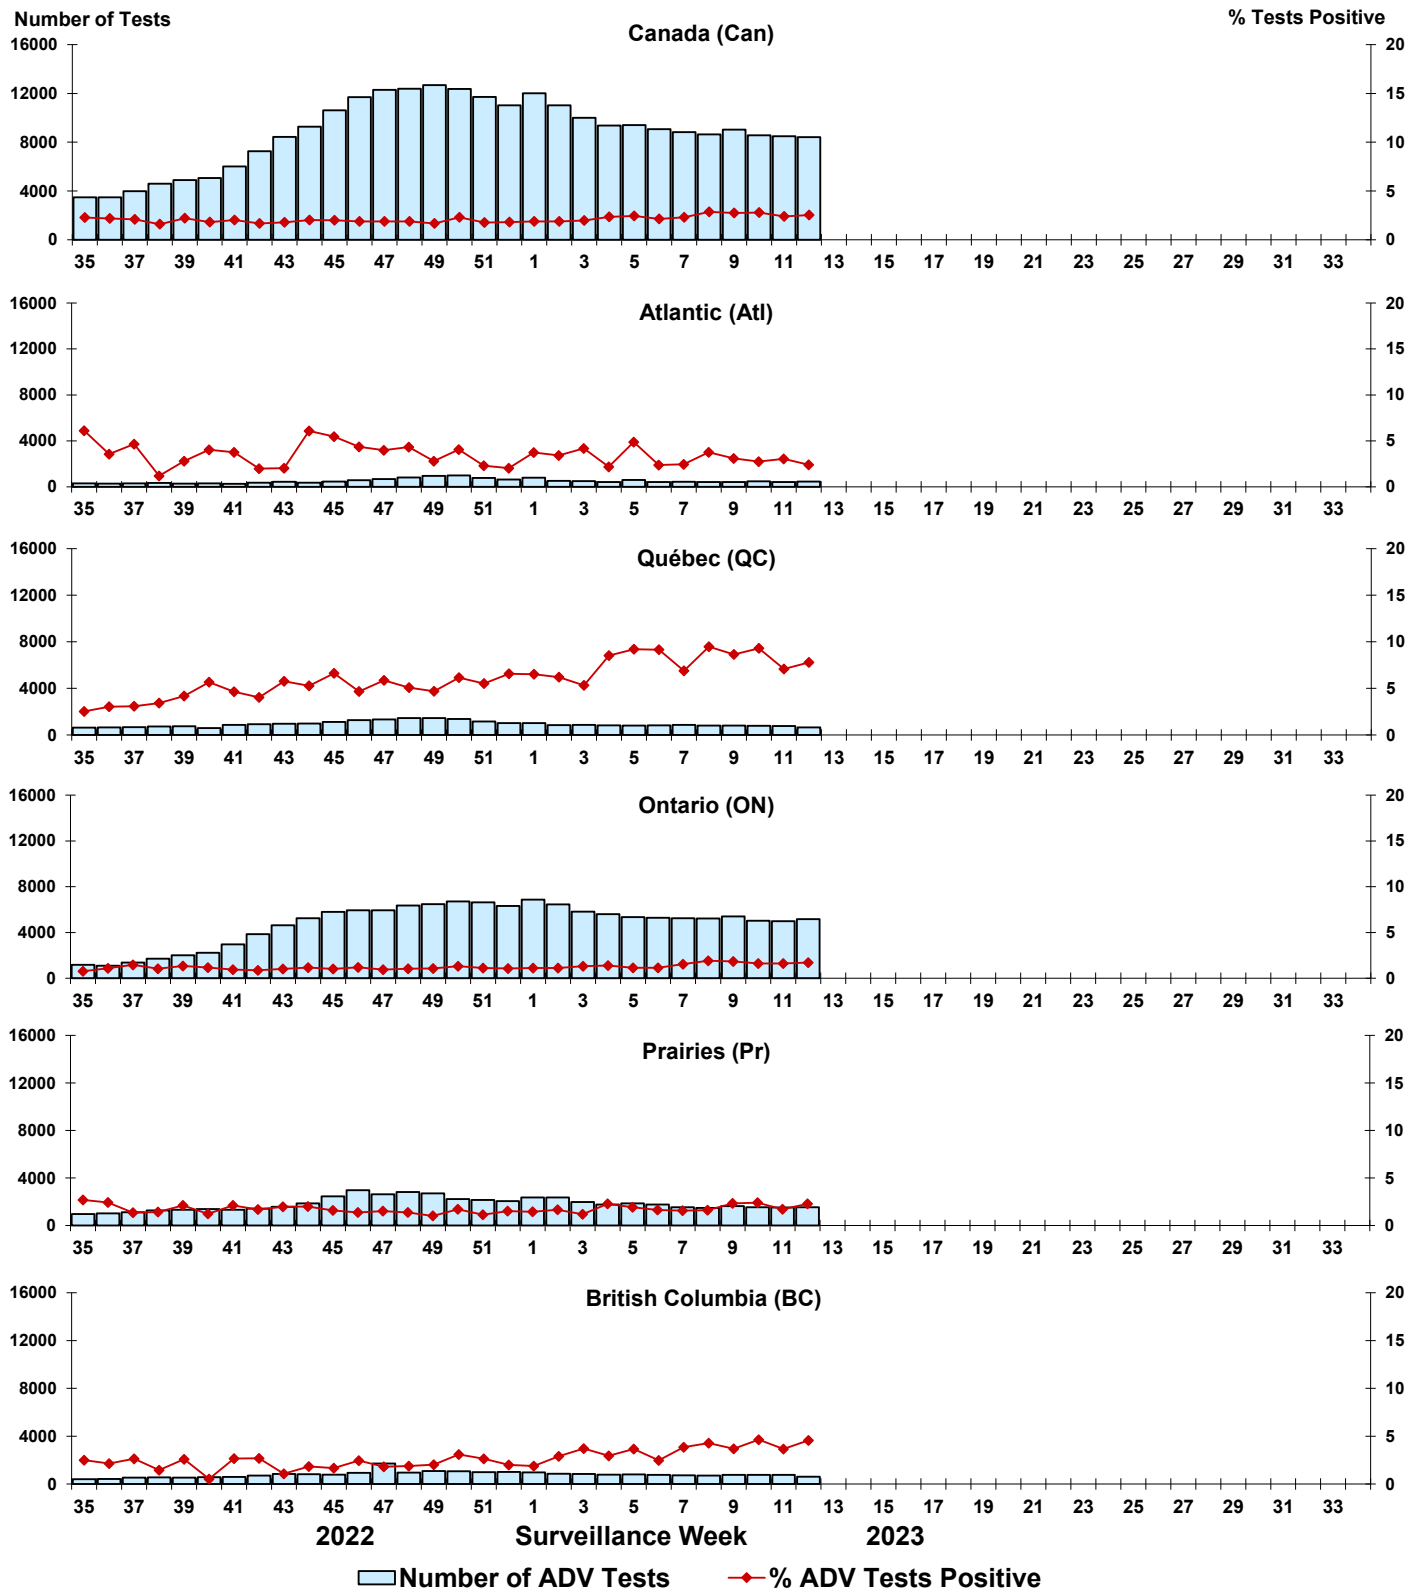 Number of Tests % Tests Positive
Canada (Can)
16000 20
12000 15
8000 10
4000 5
0 0
35 37 39 41 43 45 47 49 51 1 3 5 7 9 11 13 15 17 19 21 23 25 27 29 31 33
Atlantic (Atl)
16000 20
12000 15
8000 10
4000 5
0 0
35 37 39 41 43 45 47 49 51 1 3 5 7 9 11 13 15 17 19 21 23 25 27 29 31 33
Québec (QC)
16000 20
12000 15
8000 10
4000 5
0 0
35 37 39 41 43 45 47 49 51 1 3 5 7 9 11 13 15 17 19 21 23 25 27 29 31 33
Ontario (ON)
16000 20
12000 15
8000 10
4000 5
0 0
35 37 39 41 43 45 47 49 51 1 3 5 7 9 11 13 15 17 19 21 23 25 27 29 31 33
Prairies (Pr)
16000 20
12000 15
8000 10
4000 5
0 0
35 37 39 41 43 45 47 49 51 1 3 5 7 9 11 13 15 17 19 21 23 25 27 29 31 33
British Columbia (BC)
16000 20
12000 15
8000 10
4000 5
0 0
35 37 39 41 43 45 47 49 51 1 3 5 7 9 11 13 15 17 19 21 23 25 27 29 31 33
2022 Surveillance Week 2023
Number of ADV Tests % ADV Tests Positive